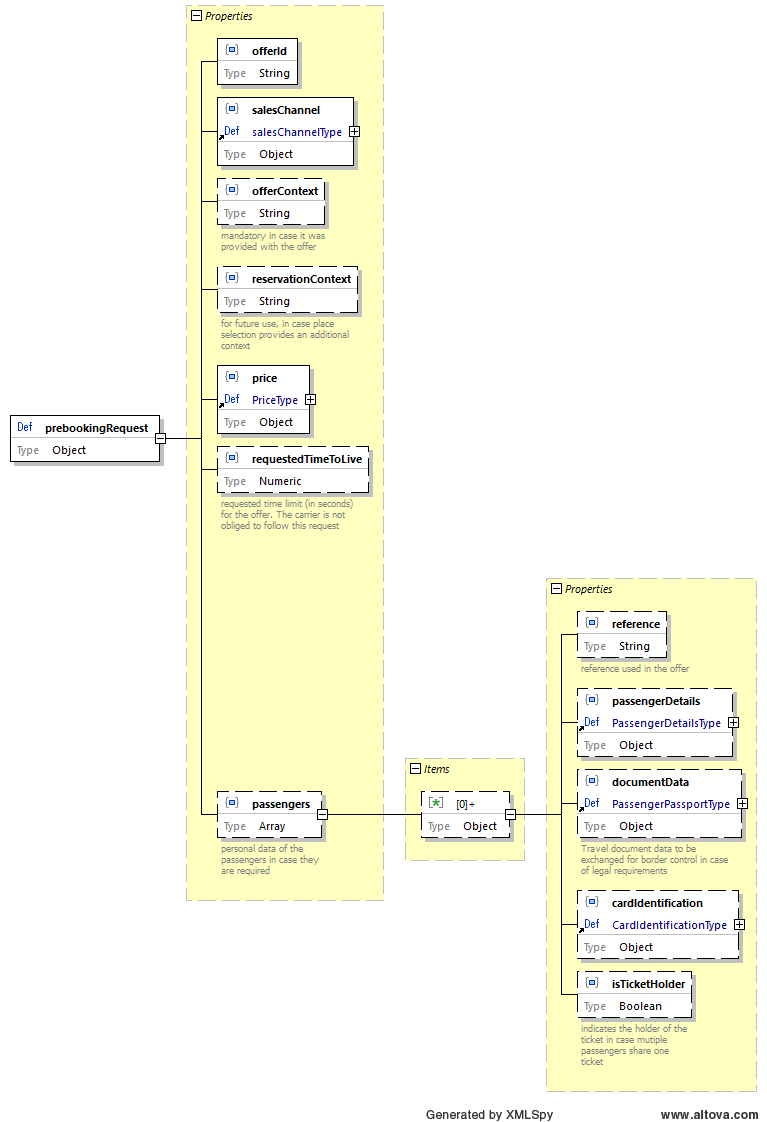 Properties
offerId
Type String
salesChannel
Def salesChannelType
Type Object
offerContext
Type String
mandatory in case it was
provided with the offer
reservationContext
Type String
for future use, in case place
selection provides an additional
context
price
Def PriceType
Type Object
Def prebookingRequest
Type Object
requestedTimeToLive
Type Numeric
requested time limit (in seconds)
for the offer. The carrier is not
obliged to follow this request
passengers
Type Array
personal data of the
passengers in case they
are required
Items
[*] [0]+
Type Object
Properties
reference
Type String
reference used in the offer
passengerDetails
Def PassengerDetailsType
Type Object
documentData
Def PassengerPassportType
Type Object
Travel document data to be
exchanged for border control in case
of legal requirements
cardIdentification
Def CardIdentificationType
Type Object
isTicketHolder
Type Boolean
indicates the holder of the
ticket in case mutiple
passengers share one
ticket
Generated by XMLSpy www.altova.com